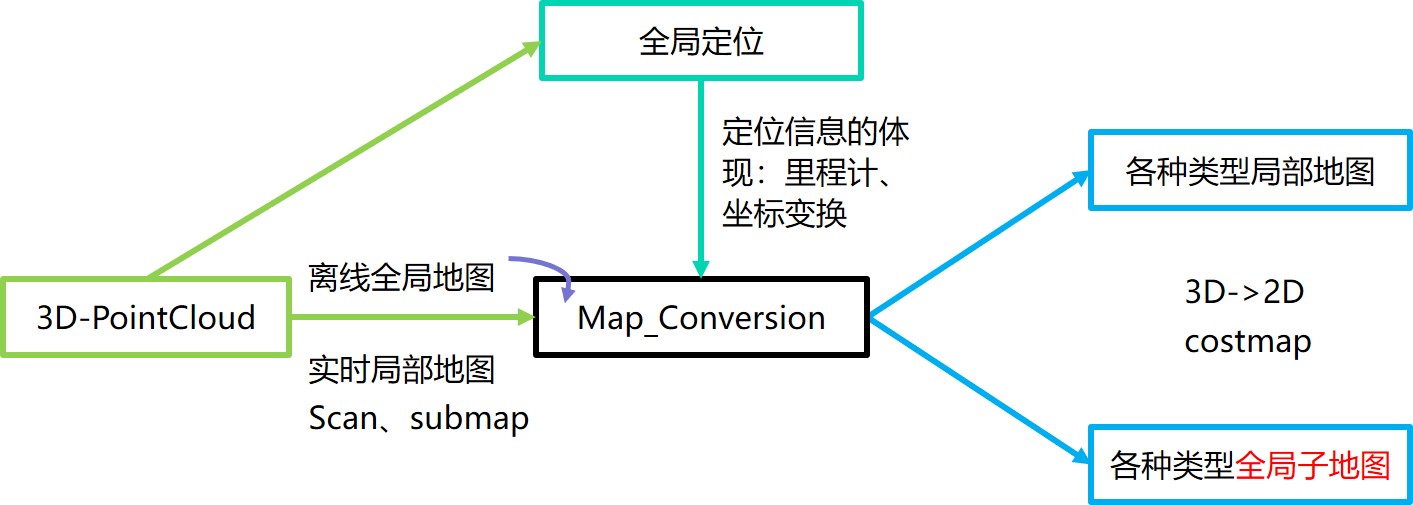 全局定位
定位信息的体
现：里程计、
坐标变换
各种类型局部地图
离线全局地图
3D-PointCloud
Map_Conversion
3D->2D
costmap
实时局部地图
Scan、submap
各种类型全局子地图